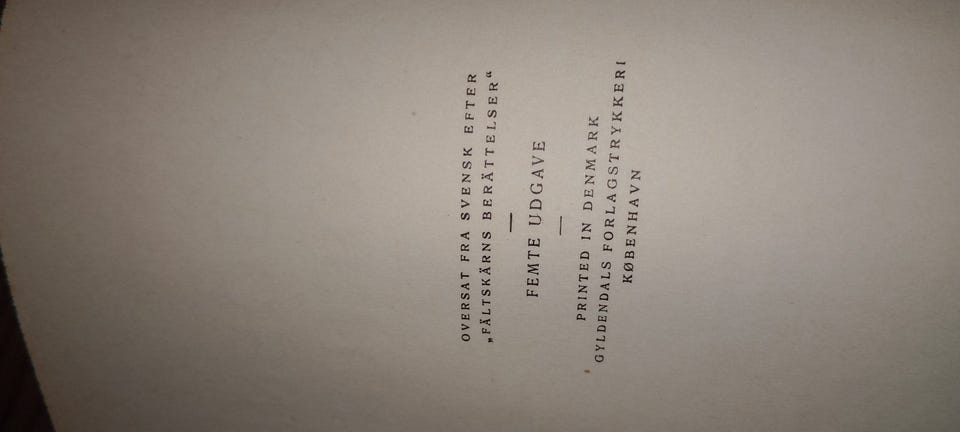 OVERSAT FRA SVENSK EFTER
„FÄLTSKÄRNS BERÄTTELSER“
FEMTE UDGAVE
PRINTED IN DENMARK
GYLDENDALS FORLAGSTRYKKERI
KØBENHAVN